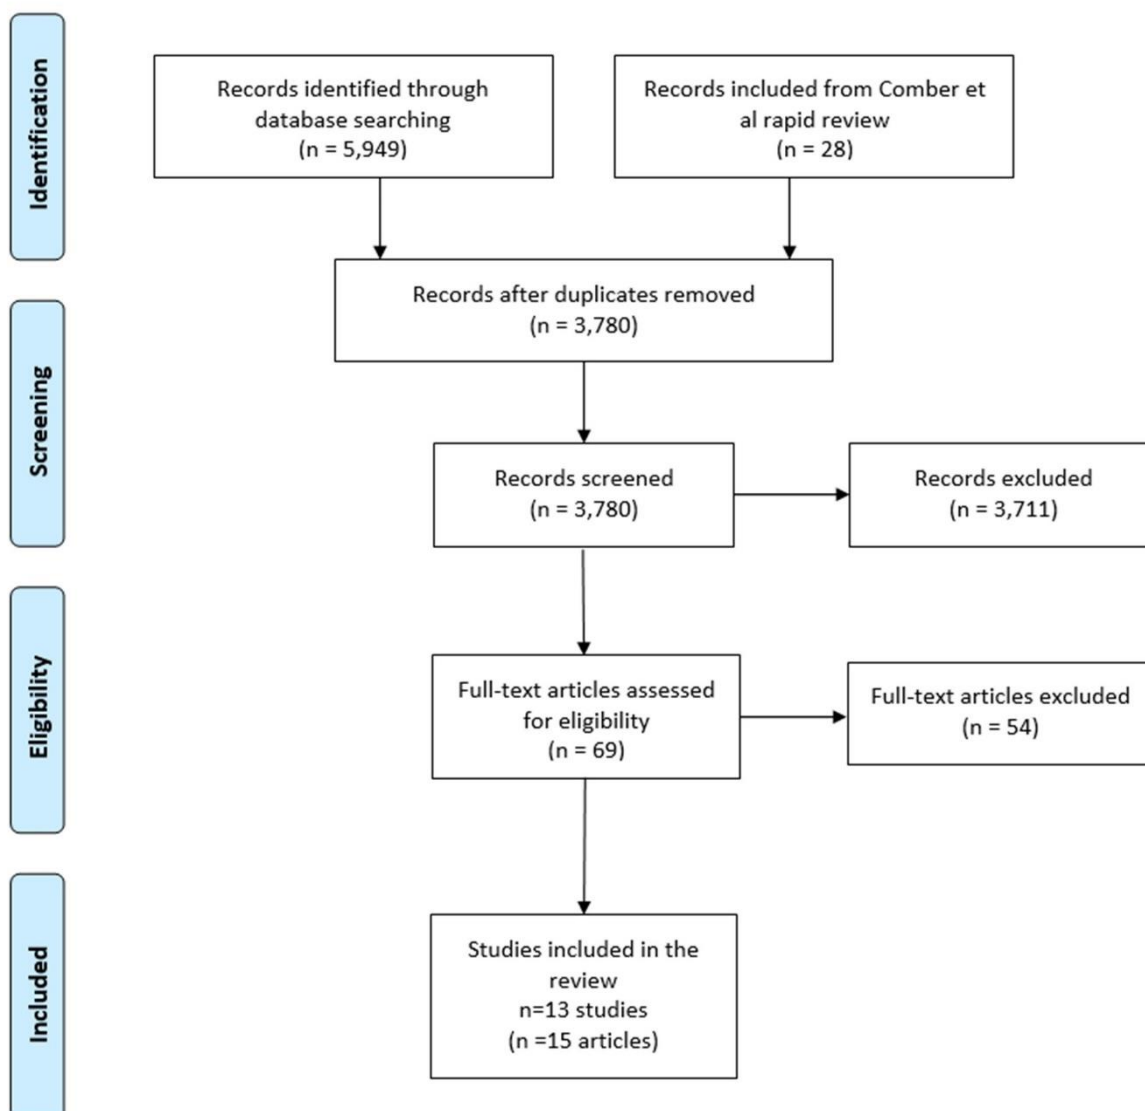 Identification
Records identified through
database searching
(n = 5,949)
Records included from Comber et
al rapid review
(n = 28)
Records after duplicates removed
(n = 3,780)
Screening
Records screened
(n = 3,780)
Records excluded
(n = 3,711)
Eligibility
Full-text articles assessed
for eligibility
(n = 69)
Full-text articles excluded
(n = 54)
Included
Studies included in the
review
n=13 studies
(n =15 articles)